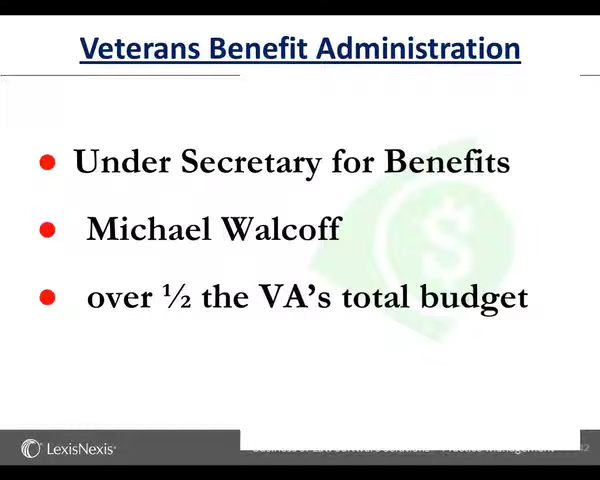 Veterans Benefit Administration
Under Secretary for Benefits
Michael Walcoff
over ½ the VA's total budget
LexisNexis®